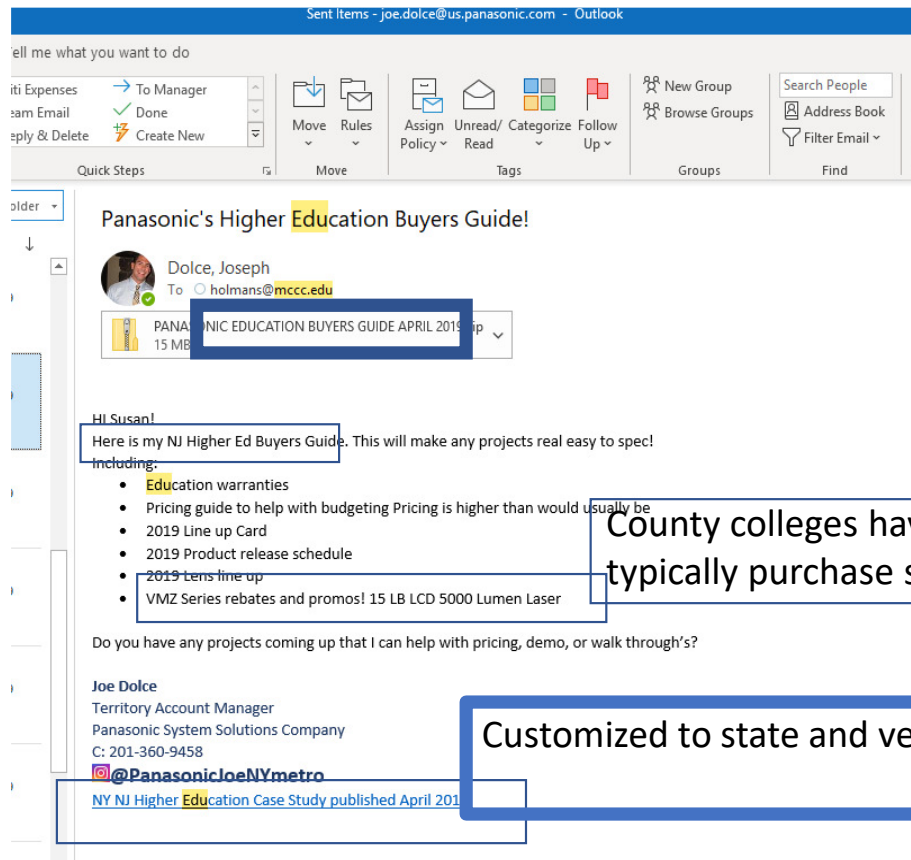 Sent Items - joe.dolce@us.panasonic.com - Outlook
Tell me what you want to do
Expenses
To Manager
Email
Done
& Delete
Create New
Quick Steps
Move
Rules
Move
Assign Policy
Unread/ Read
Categorize
Follow Up
Tags
New Group
Browse Groups
Groups
Search People
Address Book
Filter Email
Find
Panasonic's Higher Education Buyers Guide!
Dolce, Joseph
To holmans@mccc.edu
PANASONIC EDUCATION BUYERS GUIDE APRIL 2019
15 MB
HI Susan!
Here is my NJ Higher Ed Buyers Guide. This will make any projects real easy to spec!
Including:
• Education warranties
• Pricing guide to help with budgeting Pricing is higher than would usually be
• 2019 Line up Card
• 2019 Product release schedule
• 2019 Lens line up
• VMZ Series rebates and promos! 15 LB LCD 5000 Lumen Laser
County colleges
typically purchase
Do you have any projects coming up that I can help with pricing, demo, or walk through's?
Joe Dolce
Territory Account Manager
Panasonic System Solutions Company
C: 201-360-9458
@PanasonicJoeNYmetro
NY NJ Higher Education Case Study published April 201
Customized to state and